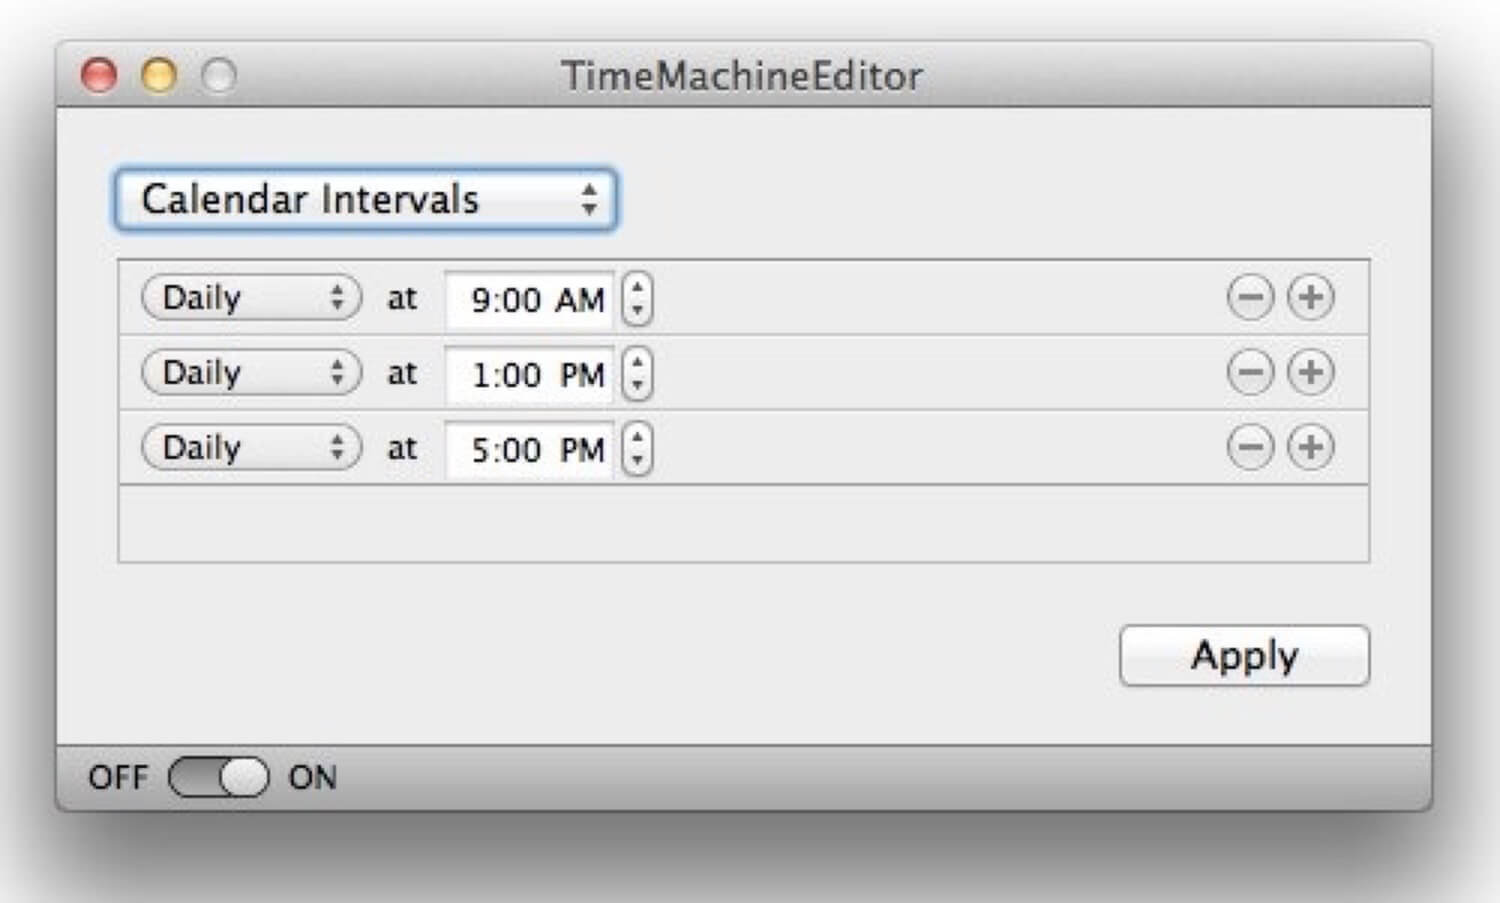 TimeMachineEditor
Calendar Intervals
Daily at 9:00 AM
Daily at 1:00 PM
Daily at 5:00 PM
Apply
OFF ON